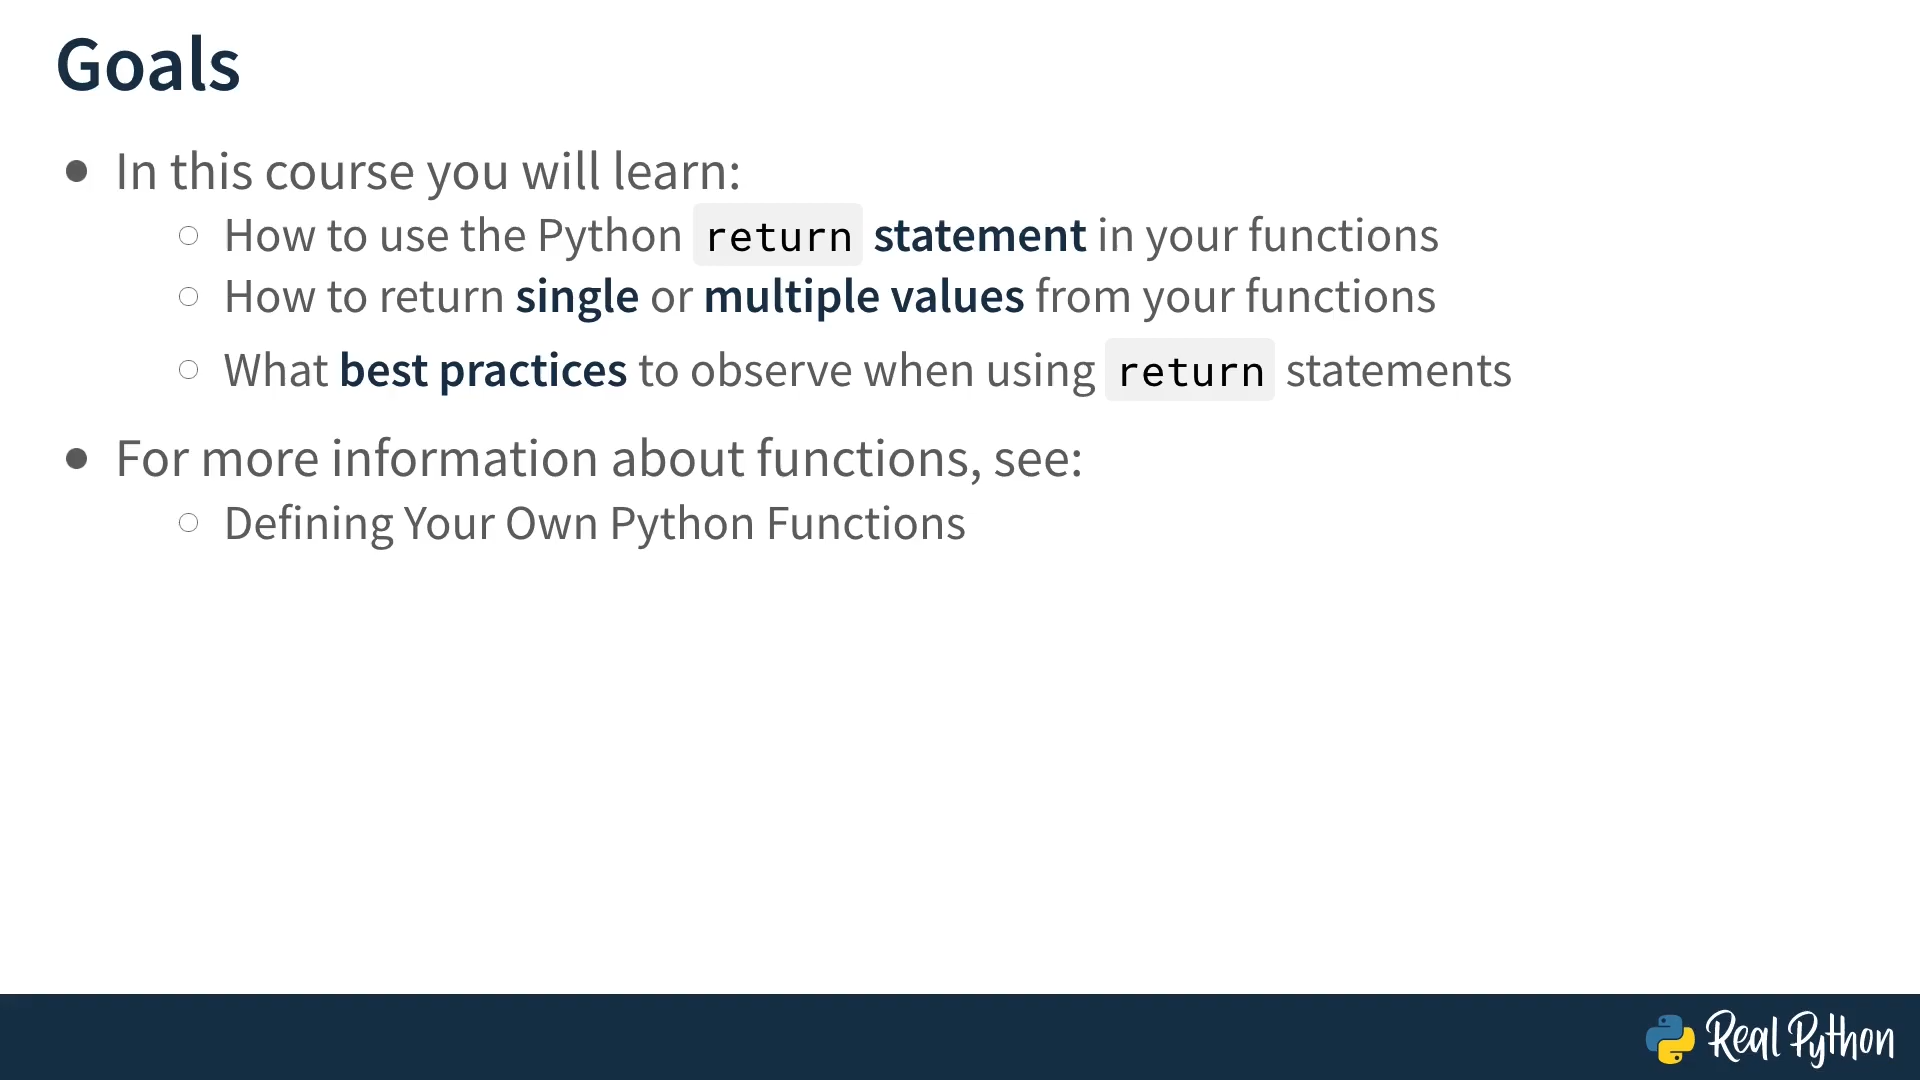 Goals
In this course you will learn:
How to use the Python return statement in your functions
How to return single or multiple values from your functions
What best practices to observe when using return statements
For more information about functions, see:
Defining Your Own Python Functions
Real Python